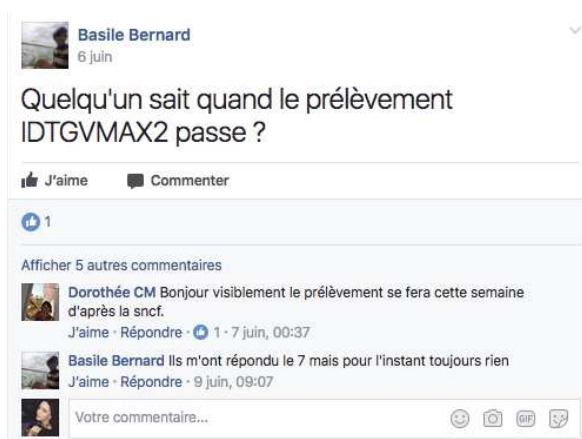 Basile Bernard
6 juin
Quelqu'un sait quand le prélèvement
IDTGVMAX2 passe ?
J'aime Commenter
1
Afficher 5 autres commentaires
Dorothée CM Bonjour visiblement le prélèvement se fera cette semaine
d'après la sncf.
J'aime · Répondre · 1 · 7 juin, 00:37
Basile Bernard Ils m'ont répondu le 7 mais pour l'instant toujours rien
J'aime · Répondre · 9 juin, 09:07
Votre commentaire... GIF